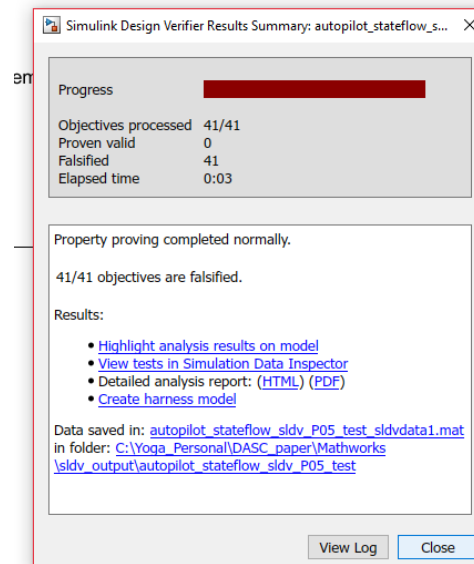 Simulink Design Verifier Results Summary: autopilot_stateflow_s...
em
Progress
Objectives processed 41/41
Proven valid 0
Falsified 41
Elapsed time 0:03
Property proving completed normally.
41/41 objectives are falsified.
Results:
• Highlight analysis results on model
• View tests in Simulation Data Inspector
• Detailed analysis report: (HTML) (PDF)
• Create harness model
Data saved in: autopilot_stateflow_sldv_P05_test_sldvdata1.mat
in folder: C:\Yoga_Personal\DASC_paper\Mathworks
\sldv_output\autopilot_stateflow_sldv_P05_test
View Log Close